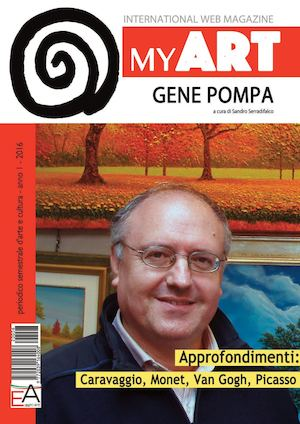 INTERNATIONAL WEB MAGAZINE
MYART
GENE POMPA
a cura di Sandro Serradifalco
periodico semestrale d'arte e cultura - anno I - 2016
Approfondimenti:
Caravaggio, Monet, Van Gogh, Picasso
EA